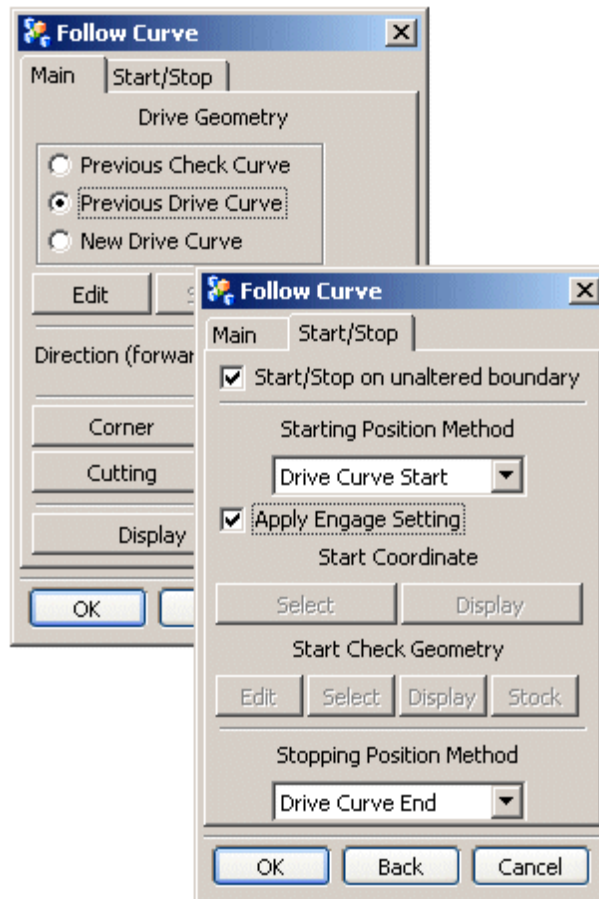 Follow Curve
Main Start/Stop
Drive Geometry
Previous Check Curve
Previous Drive Curve
New Drive Curve
Edit
Direction (forwar
Corner
Cutting
Display
OK
Follow Curve
Main Start/Stop
Start/Stop on unaltered boundary
Starting Position Method
Drive Curve Start
Apply Engage Setting
Start Coordinate
Select Display
Start Check Geometry
Edit Select Display Stock
Stopping Position Method
Drive Curve End
OK Back Cancel